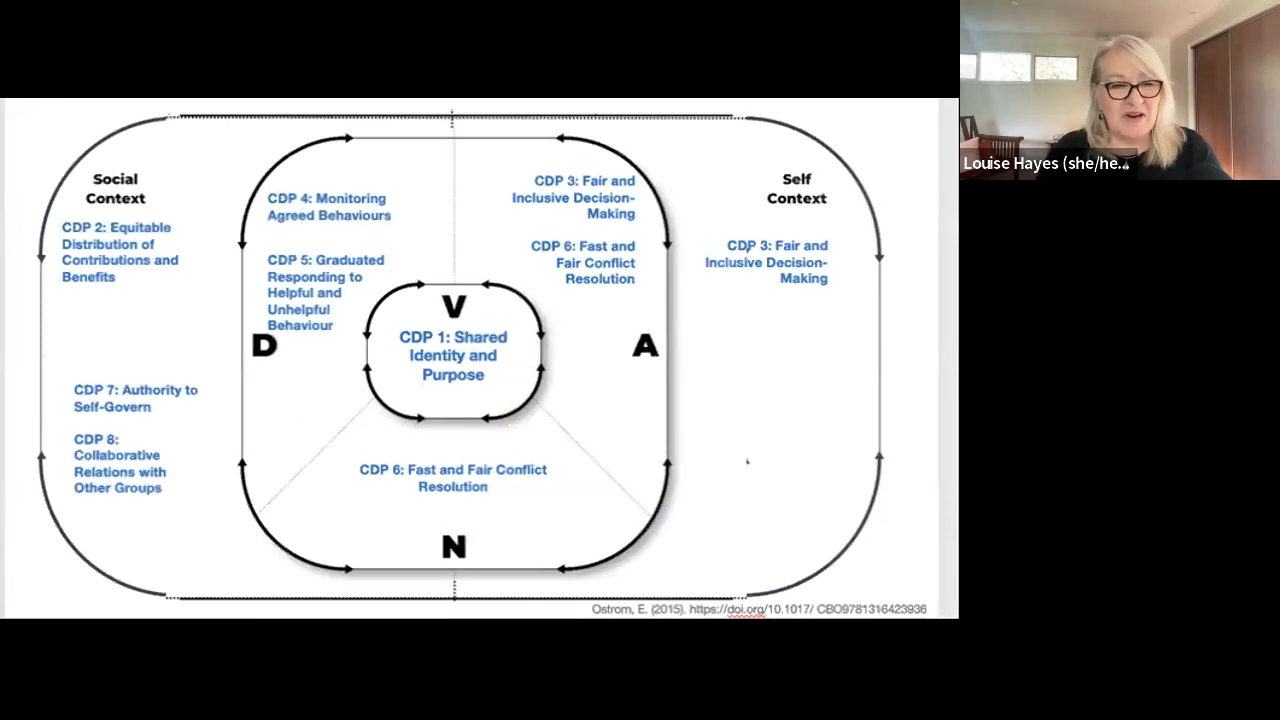 Louise Hayes (she/he...
Social
Context
CDP 2: Equitable
Distribution of
Contributions and
Benefits
CDP 7: Authority to
Self-Govern
CDP 8:
Collaborative
Relations with
Other Groups
CDP 4: Monitoring
Agreed Behaviours
CDP 5: Graduated
Responding to
Helpful and
Unhelpful
Behaviour
D
V
CDP 1: Shared
Identity and
Purpose
CDP 3: Fair and
Inclusive Decision-
Making
CDP 6: Fast and
Fair Conflict
Resolution
A
CDP 6: Fast and Fair Conflict
Resolution
N
Self
Context
CDP 3: Fair and
Inclusive Decision-
Making
Ostrom, E. (2015). https://doi.org/10.1017/ CBO9781316423936